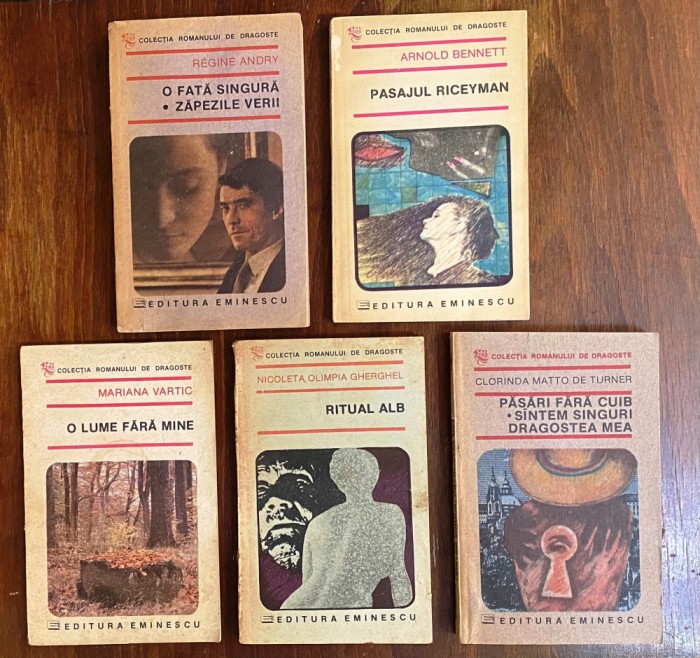 COLECȚIA ROMANULUI DE DRAGOSTE
RÉGINE ANDRY
O FATĂ SINGURĂ
• ZĂPEZILE VERII
EDITURA EMINESCU
COLECȚIA ROMANULUI DE DRAGOSTE
ARNOLD BENNETT
PASAJUL RICEYMAN
EDITURA EMINESCU
COLECȚIA ROMANULUI DE DRAGOSTE
MARIANA VARTIC
O LUME FĂRĂ MINE
EDITURA EMINESCU
COLECȚIA ROMANULUI DE DRAGOSTE
NICOLETA OLIMPIA GHERGHEL
RITUAL ALB
EDITURA EMINESCU
COLECȚIA ROMANULUI DE DRAGOSTE
CLORINDA MATTO DE TURNER
PĂSĂRI FĂRĂ CUIB
• SÎNTEM SINGURI
DRAGOSTEA MEA
EDITURA EMINESCU